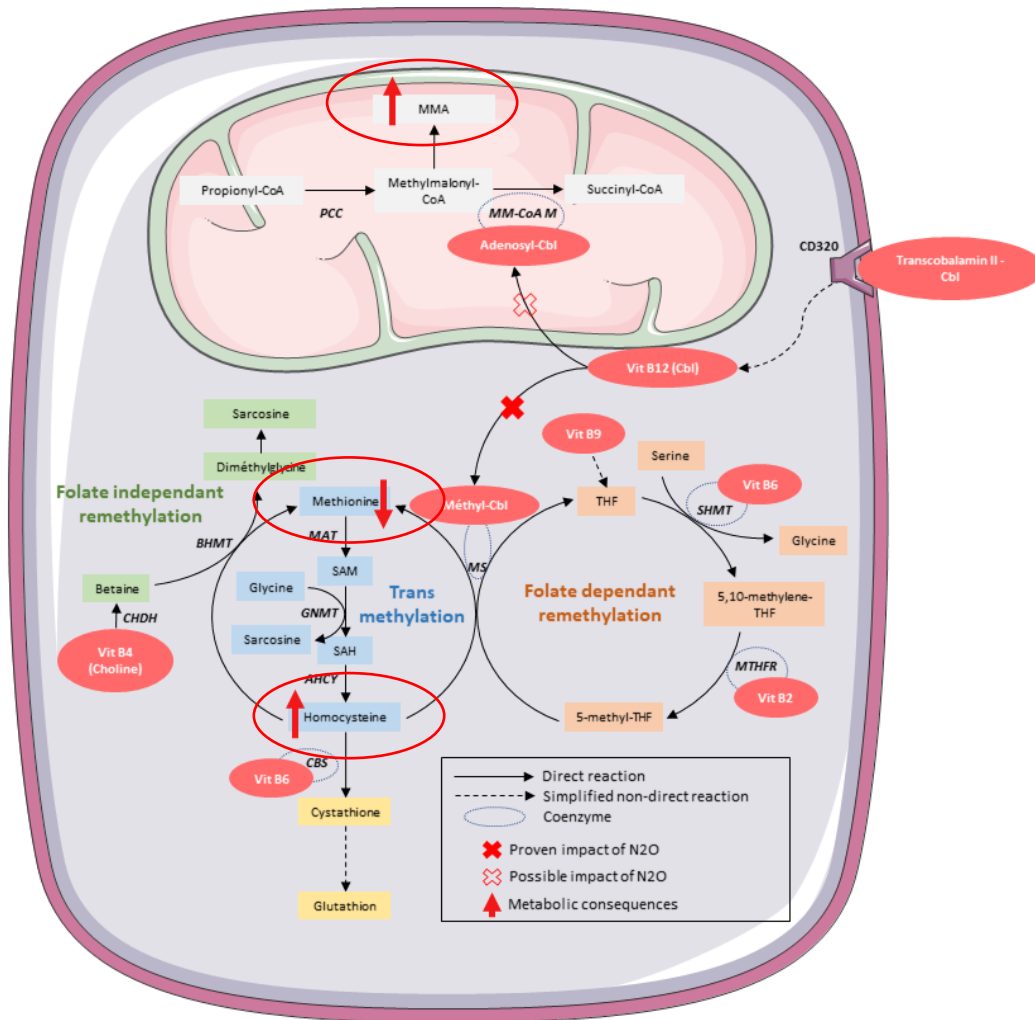 MMA
Propionyl-CoA
Methylmalonyl-
CoA
Succinyl-CoA
PCC
MM-CoA M
Adenosyl-Cbl
CD320
Transcobalamin II -
Cbl
Vit B12 (Cbl)
Sarcosine
Diméthylglycine
Folate independant
remethylation
BHMT
Betaine
CHDH
Vit B4
(Choline)
Methionine
MAT
SAM
Glycine
GNMT
Sarcosine
SAH
AHCY
Homocysteine
Trans
methylation
CBS
Vit B6
Cystathione
Glutathion
Méthyl-Cbl
MS
Vit B9
THF
Serine
Vit B6
SHMT
Glycine
Folate dependant
remethylation
5,10-methylene-
THF
MTHFR
Vit B2
5-methyl-THF
Direct reaction
Simplified non-direct reaction
Coenzyme
Proven impact of N2O
Possible impact of N2O
Metabolic consequences